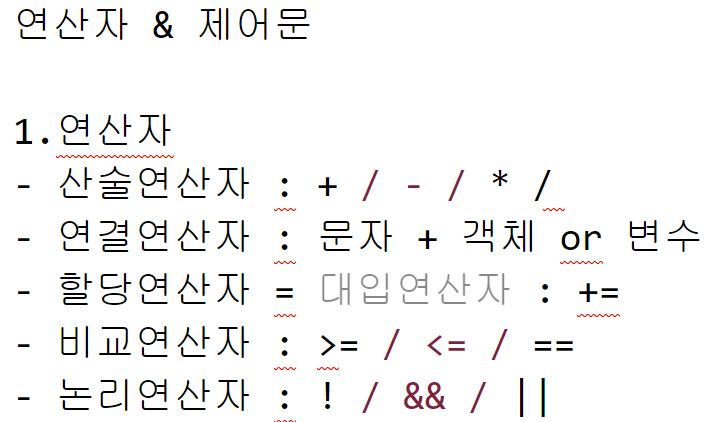 연산자 & 제어문
1.연산자
- 산술연산자 : + / - / * /
- 연결연산자 : 문자 + 객체 or 변수
- 할당연산자 = 대입연산자 : +=
- 비교연산자 : >= / <= / ==
- 논리연산자 : ! / && / ||